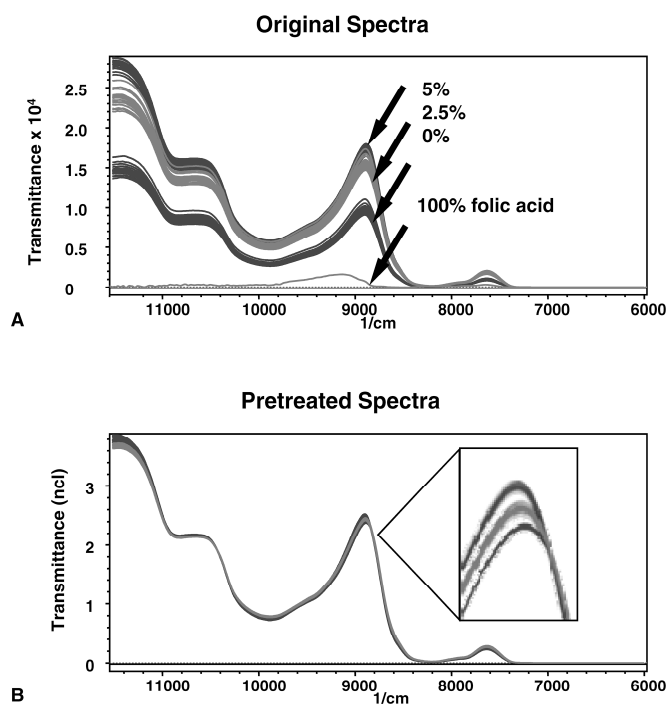 Original Spectra
Transmittance x 10⁴
2.5
2.0
1.5
1.0
0.5
0
5%
2.5%
0%
100% folic acid
11000 10000 9000 8000 7000 6000
1/cm
A
Pretreated Spectra
Transmittance (ncl)
3
2
1
0
11000 10000 9000 8000 7000 6000
1/cm
B